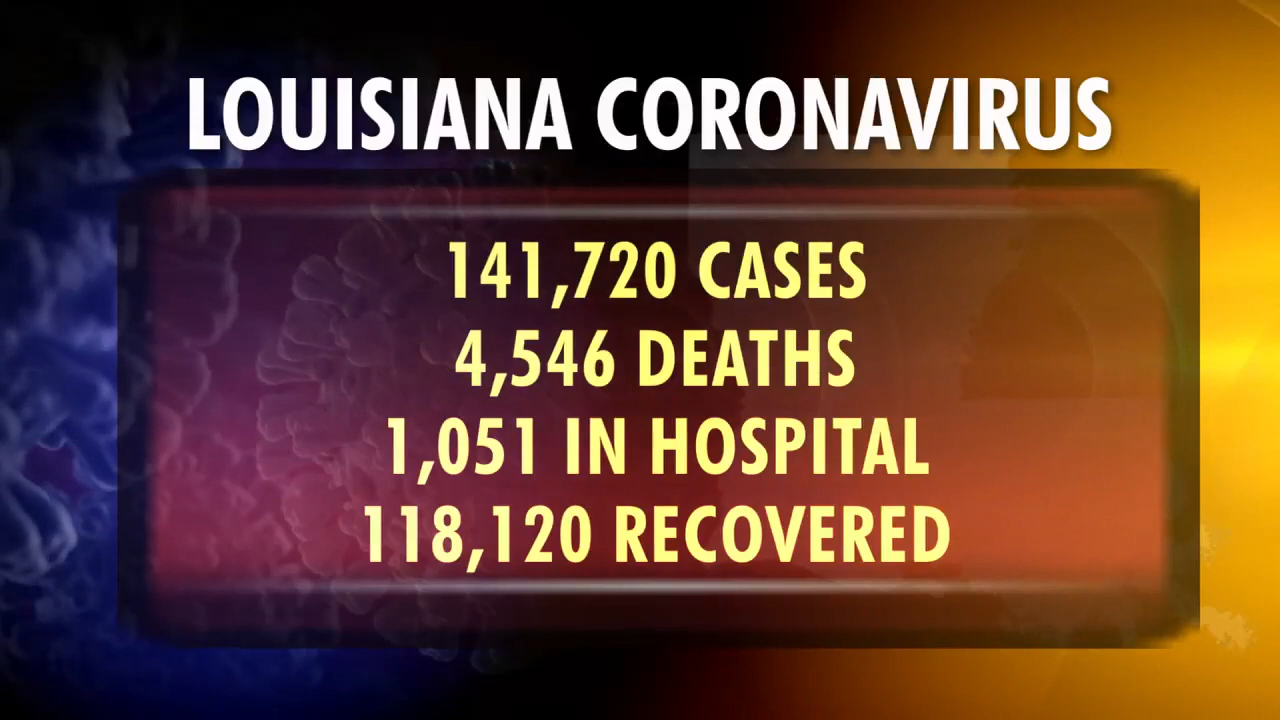 LOUISIANA CORONAVIRUS
141,720 CASES
4,546 DEATHS
1,051 IN HOSPITAL
118,120 RECOVERED